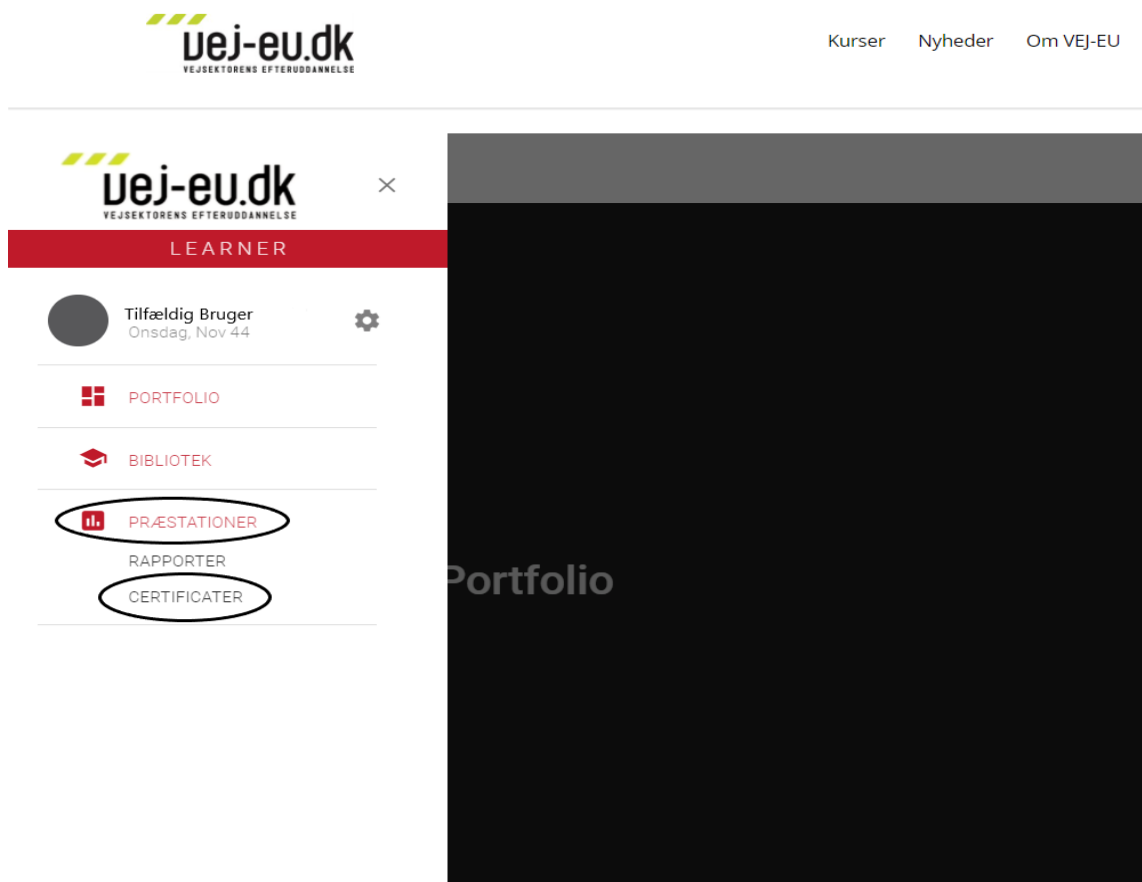 vej-eu.dk
VEJSEKTORENS EFTERUDDANNELSE
Kurser Nyheder Om VEJ-EU
vej-eu.dk
VEJSEKTORENS EFTERUDDANNELSE
LEARNER
Tilfældig Bruger
Onsdag, Nov 44
PORTFOLIO
BIBLIOTEK
PRÆSTATIONER
RAPPORTER
CERTIFICATER
Portfolio